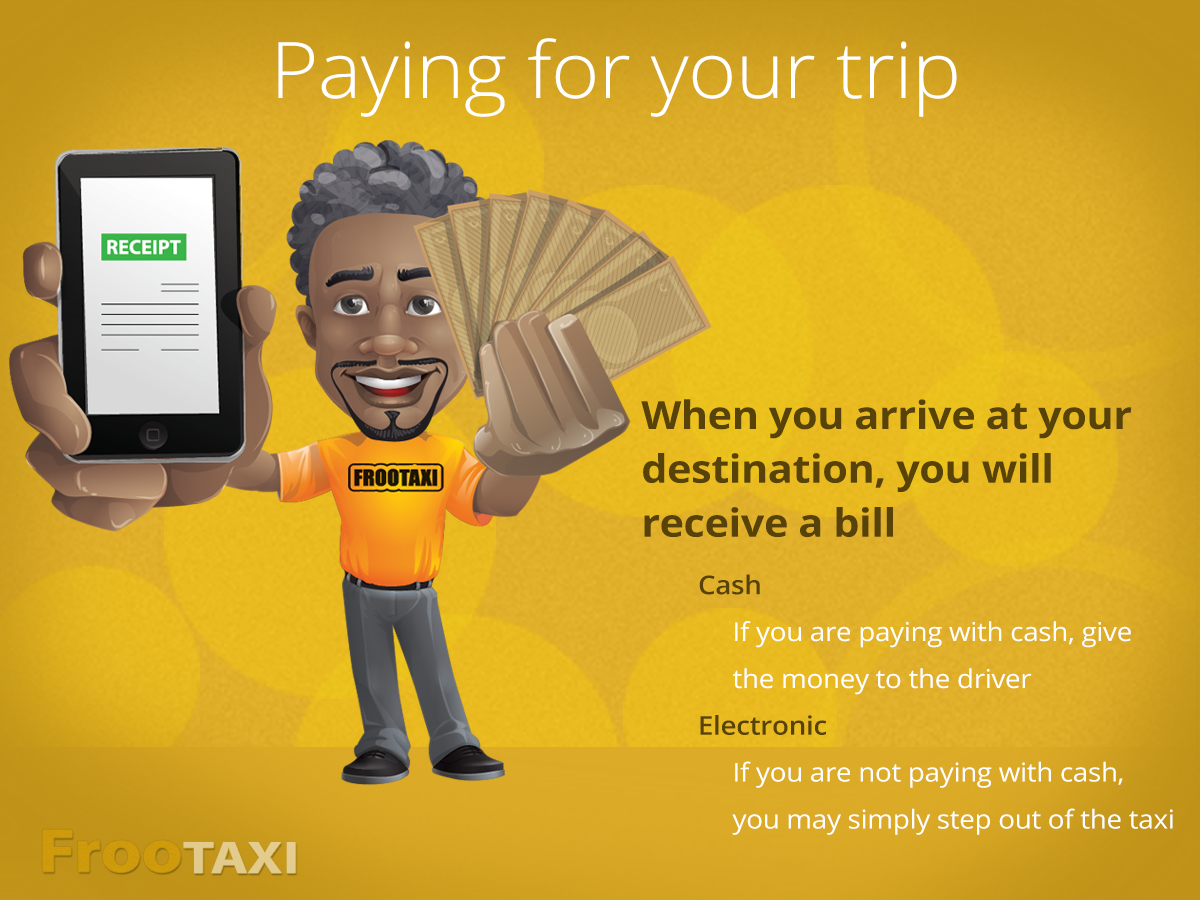 Paying for your trip
RECEIPT
FROOTAXI
When you arrive at your
destination, you will
receive a bill
Cash
If you are paying with cash, give
the money to the driver
Electronic
If you are not paying with cash,
you may simply step out of the taxi
FrooTAXI